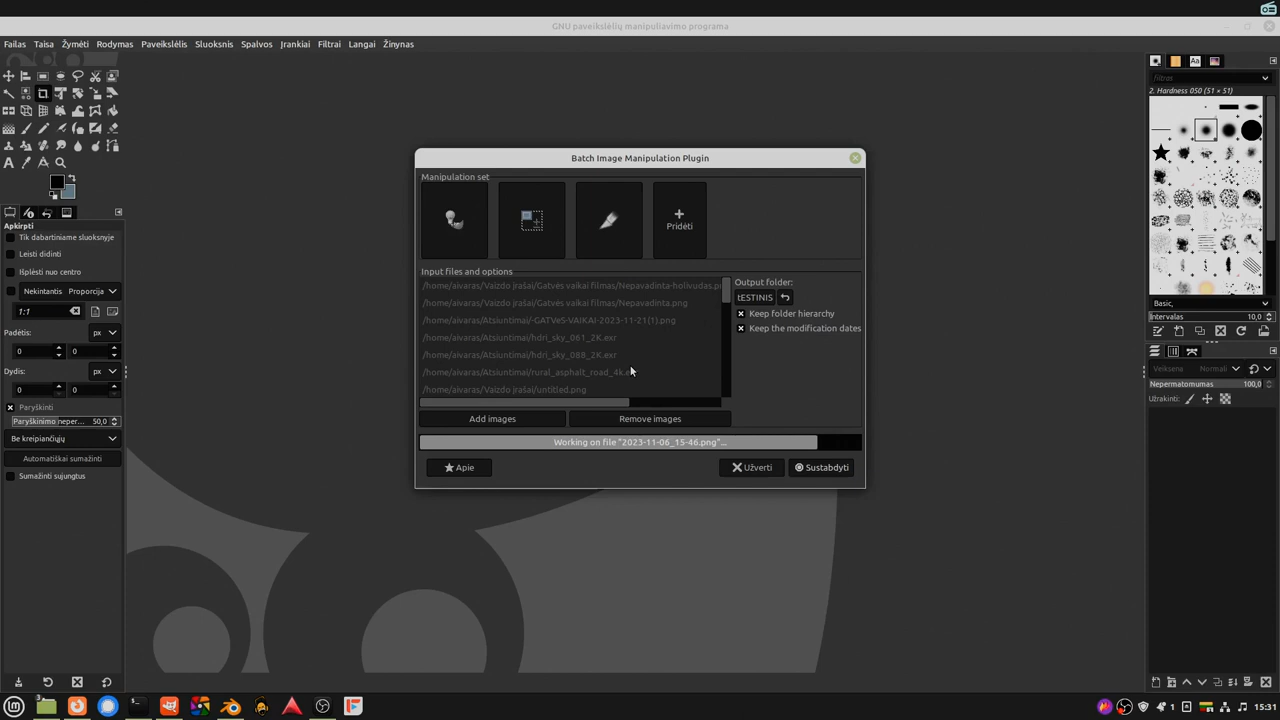 GNU paveikslėlių manipuliavimo programa
Failas Taisa Žymėti Rodymas Paveikslėlis Sluoksnis Spalvos Įrankiai Filtrai Langai Žinynas
Aa
filtras
2. Hardness 050 (51 × 51)
Batch Image Manipulation Plugin
Manipulation set
Pridėti
Input files and options
/home/aivaras/Vaizdo įrašai/Gatvės vaikai filmas/Nepavadinta-holivudas.pn
/home/aivaras/Vaizdo įrašai/Gatvės vaikai filmas/Nepavadinta.png
/home/aivaras/Atsiuntimai/-GATVeS-VAIKAI-2023-11-21(1).png
/home/aivaras/Atsiuntimai/hdri_sky_061_2K.exr
/home/aivaras/Atsiuntimai/hdri_sky_088_2K.exr
/home/aivaras/Atsiuntimai/rural_asphalt_road_4k.e
/home/aivaras/Vaizdo įrašai/untitled.png
Output folder:
tESTINIS
Keep folder hierarchy
Keep the modification dates
Add images Remove images
Working on file "2023-11-06_15-46.png"...
Apie Užverti Sustabdyti
Apkirpti
Tik dabartiniame sluoksnyje
Leisti didinti
Išplėsti nuo centro
Nekintantis Proporcija
1:1
Padėtis: px
0 0
Dydis: px
0 0
Paryškinti
Paryškinimo neper... 50,0
Be kreipiančiųjų
Automatiškai sumažinti
Sumažinti sujungtus
Basic,
Intervalas 10,0
Veiksena Normali
Nepermatomumas 100,0
Užrakinti:
3
1
15:31